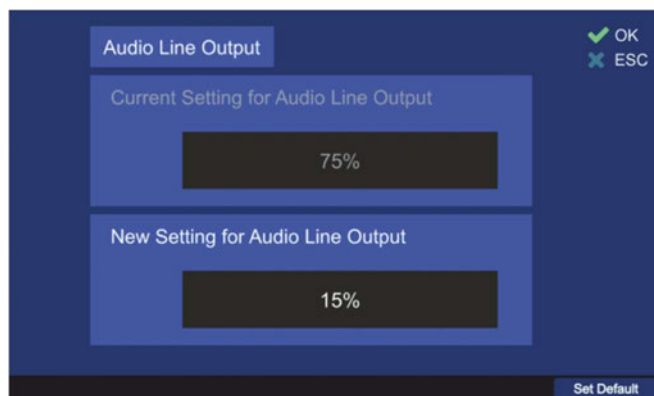 Audio Line Output
OK
ESC
Current Setting for Audio Line Output
75%
New Setting for Audio Line Output
15%
Set Default